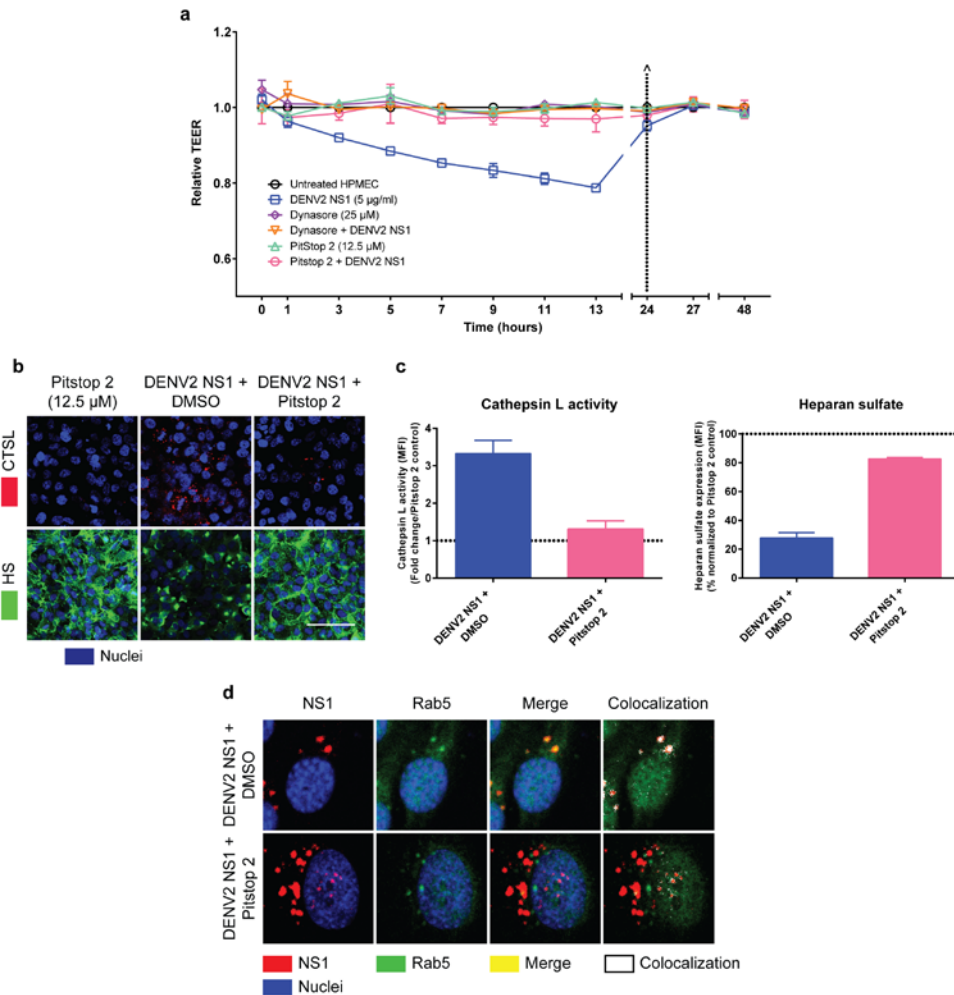 a
1.2
1.0
0.8
0.6
Relative TEER
Untreated HPMEC
DENV2 NS1 (5 µg/ml)
Dynasore (25 µM)
Dynasore + DENV2 NS1
PitStop 2 (12.5 µM)
Pitstop 2 + DENV2 NS1
0 1 3 5 7 9 11 13 24 27 48
Time (hours)
b
Pitstop 2
(12.5 µM)
DENV2 NS1 +
DMSO
DENV2 NS1 +
Pitstop 2
CTSL
HS
Nuclei
c
Cathepsin L activity
Cathepsin L activity (MFI)
(Fold change/Pitstop 2 control)
4
3
2
1
0
DENV2 NS1 +
DMSO
DENV2 NS1 +
Pitstop 2
Heparan sulfate
Heparan sulfate expression (MFI)
(% normalized to Pitstop 2 control)
100
80
60
40
20
0
DENV2 NS1 +
DMSO
DENV2 NS1 +
Pitstop 2
d
NS1 Rab5 Merge Colocalization
DENV2 NS1 +
DMSO
DENV2 NS1 +
Pitstop 2
NS1 Rab5 Merge Colocalization
Nuclei